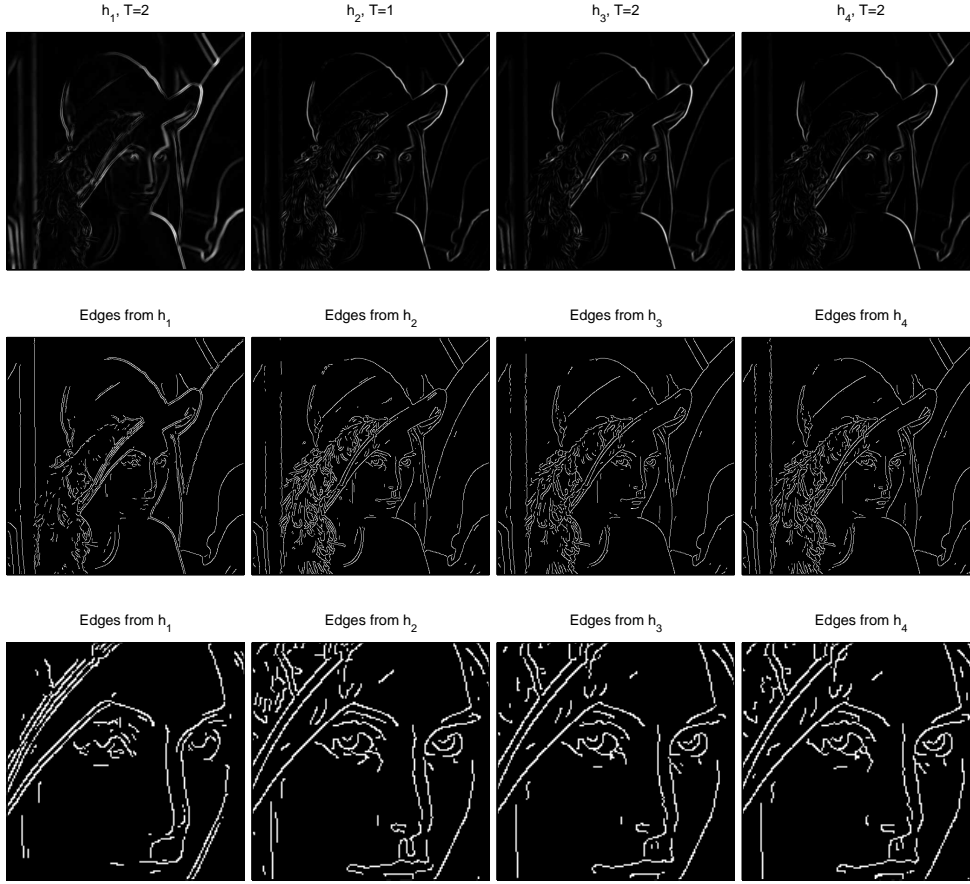 h₁, T=2
h₂, T=1
h₃, T=2
h₄, T=2
Edges from h₁
Edges from h₂
Edges from h₃
Edges from h₄
Edges from h₁
Edges from h₂
Edges from h₃
Edges from h₄